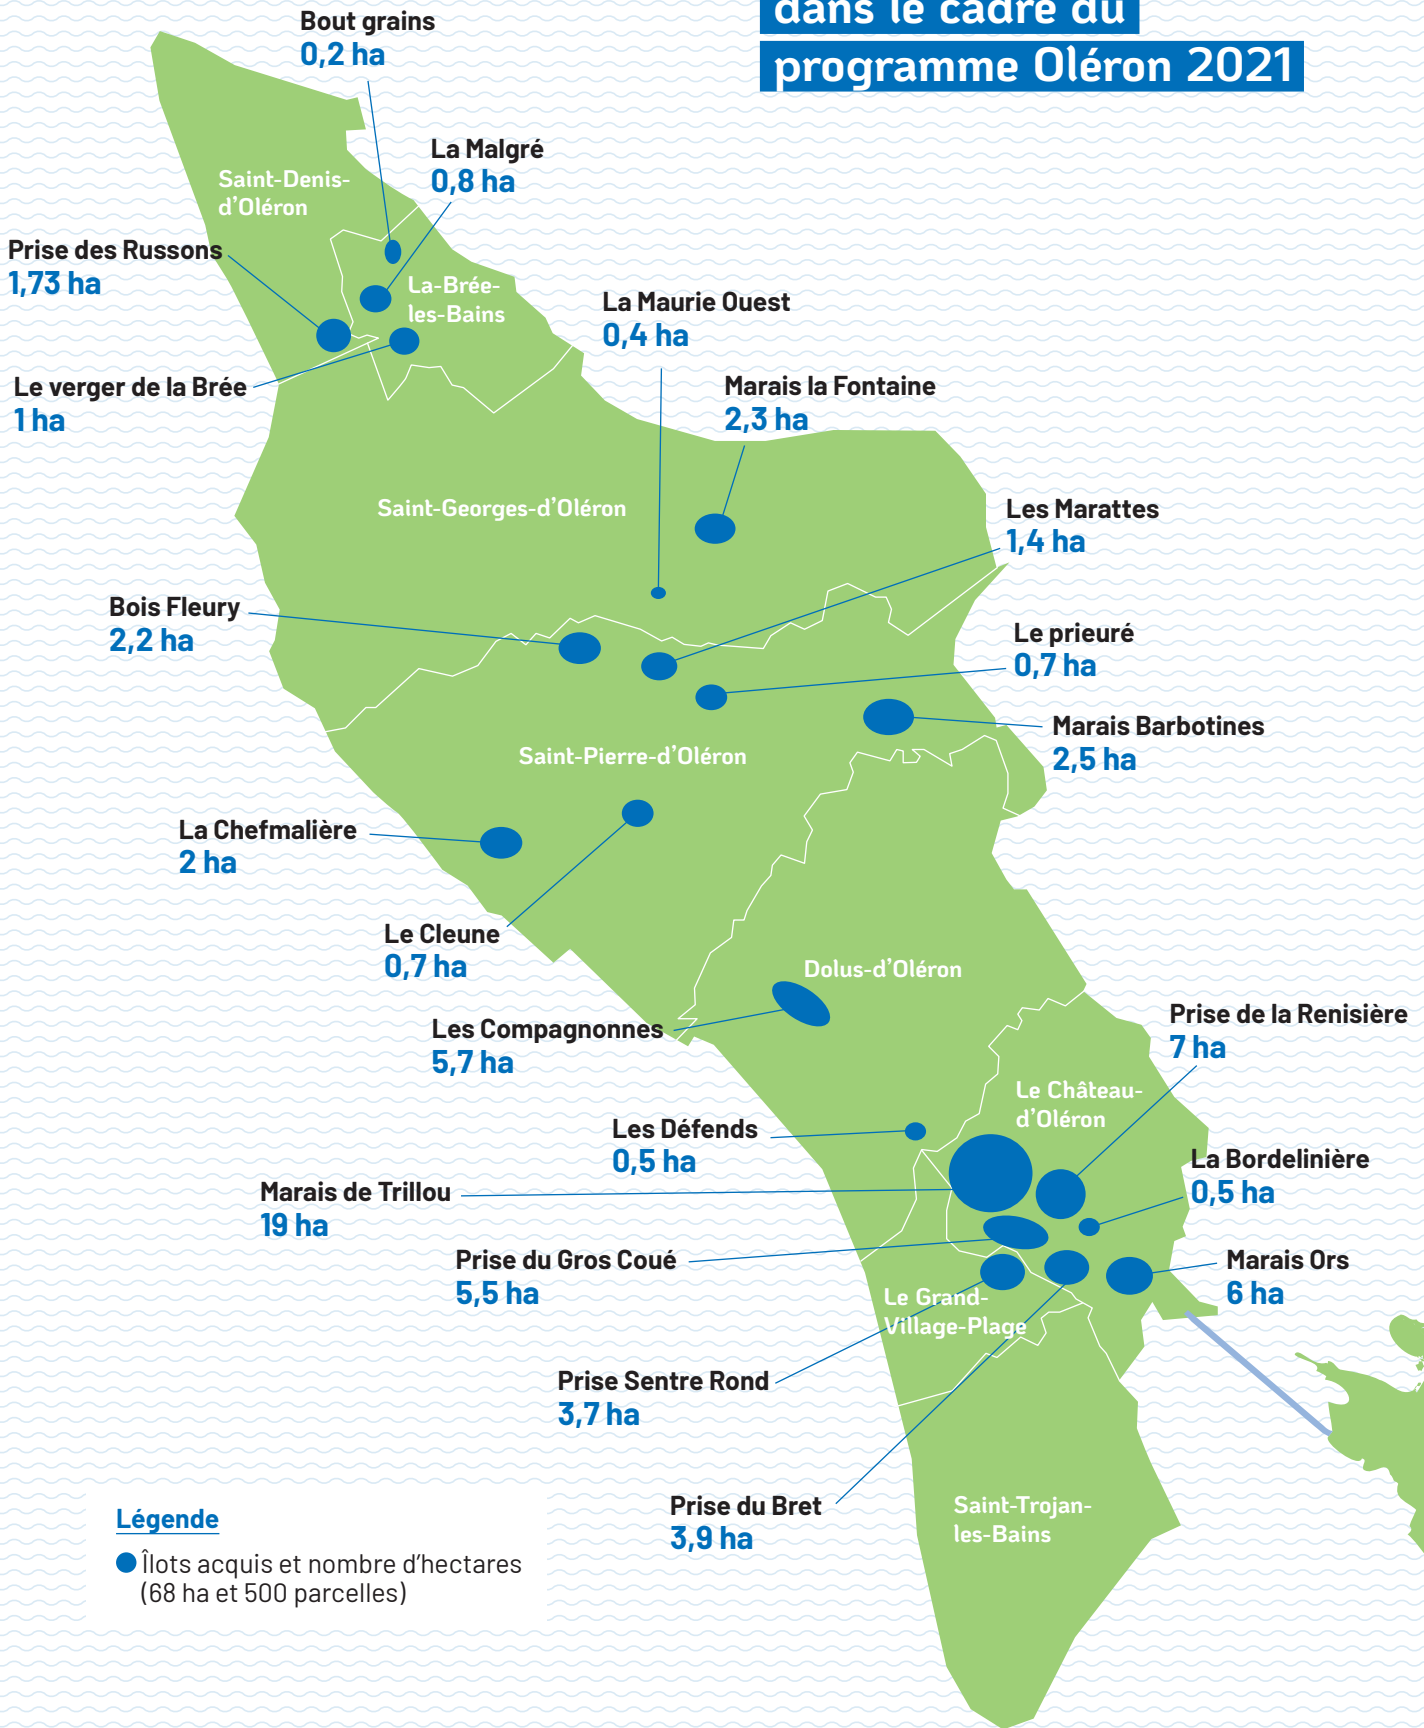 dans le cadre du
programme Oléron 2021
Bout grains
0,2 ha
La Malgré
0,8 ha
Saint-Denis-
d'Oléron
Prise des Russons
1,73 ha
La-Brée-
les-Bains
La Maurie Ouest
0,4 ha
Le verger de la Brée
1 ha
Marais la Fontaine
2,3 ha
Saint-Georges-d'Oléron
Les Marattes
1,4 ha
Bois Fleury
2,2 ha
Le prieuré
0,7 ha
Marais Barbotines
2,5 ha
Saint-Pierre-d'Oléron
La Chefmalière
2 ha
Le Cleune
0,7 ha
Dolus-d'Oléron
Les Compagnonnes
5,7 ha
Prise de la Renisière
7 ha
Le Château-
d'Oléron
Les Défends
0,5 ha
La Bordelinière
0,5 ha
Marais de Trillou
19 ha
Prise du Gros Coué
5,5 ha
Marais Ors
6 ha
Le Grand-
Village-Plage
Prise Sentre Rond
3,7 ha
Prise du Bret
3,9 ha
Saint-Trojan-
les-Bains
Légende
Îlots acquis et nombre d'hectares
(68 ha et 500 parcelles)